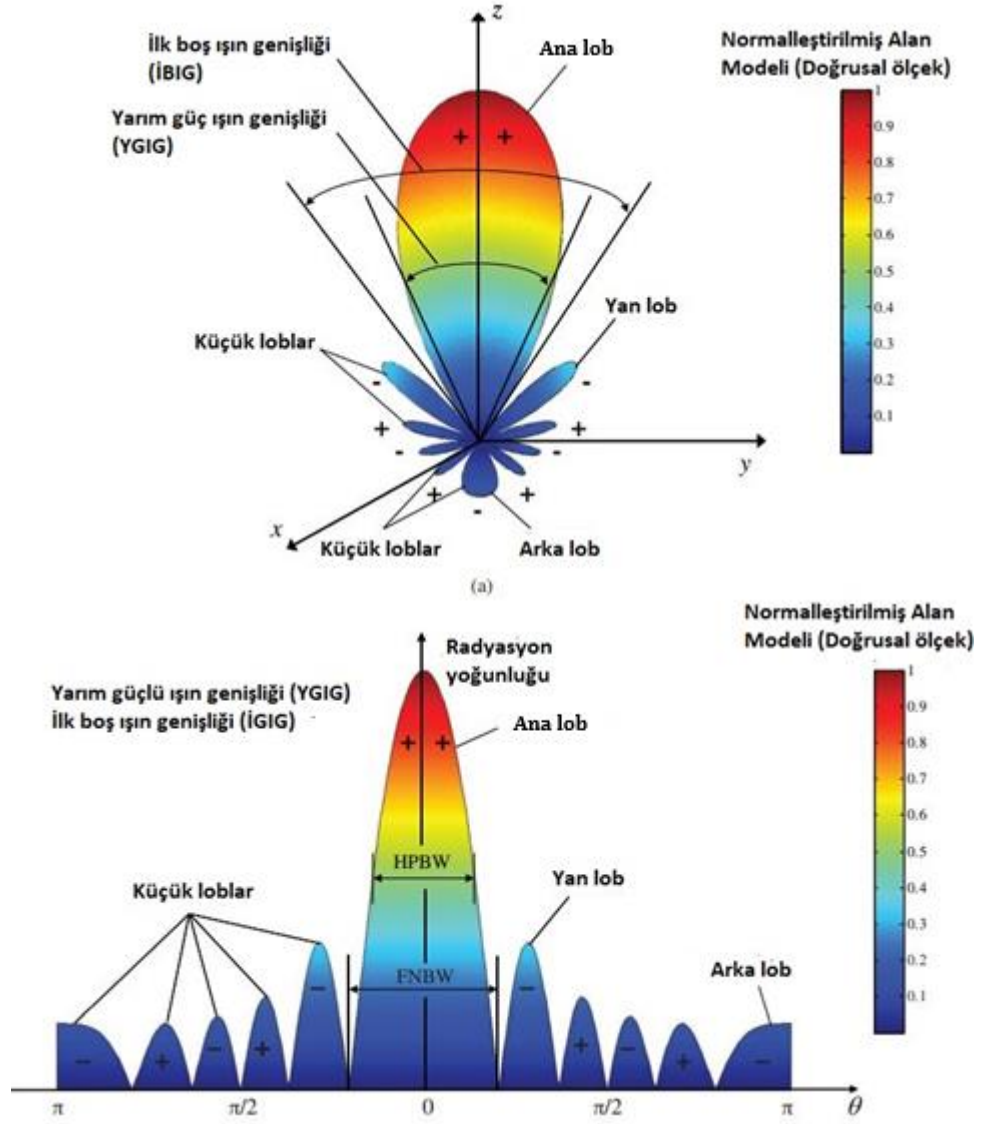 z
İlk boş ışın genişliği
(İBIG)
Ana lob
Normalleştirilmiş Alan
Modeli (Doğrusal ölçek)
Yarım güç ışın genişliği
(YGIG)
+ +
1
0.9
0.8
0.7
0.6
0.5
0.4
0.3
0.2
0.1
Yan lob
Küçük loblar
- -
+ +
- -
y
+ +
-
x
Küçük loblar
Arka lob
(a)
Normalleştirilmiş Alan
Modeli (Doğrusal ölçek)
Radyasyon
yoğunluğu
Yarım güçlü ışın genişliği (YGIG)
İlk boş ışın genişliği (İGIG)
Ana lob
+ +
1
0.9
0.8
0.7
0.6
0.5
0.4
0.3
0.2
0.1
HPBW
Küçük loblar
Yan lob
FNBW
Arka lob
- + - + - - + - + -
π π/2 0 π/2 π θ